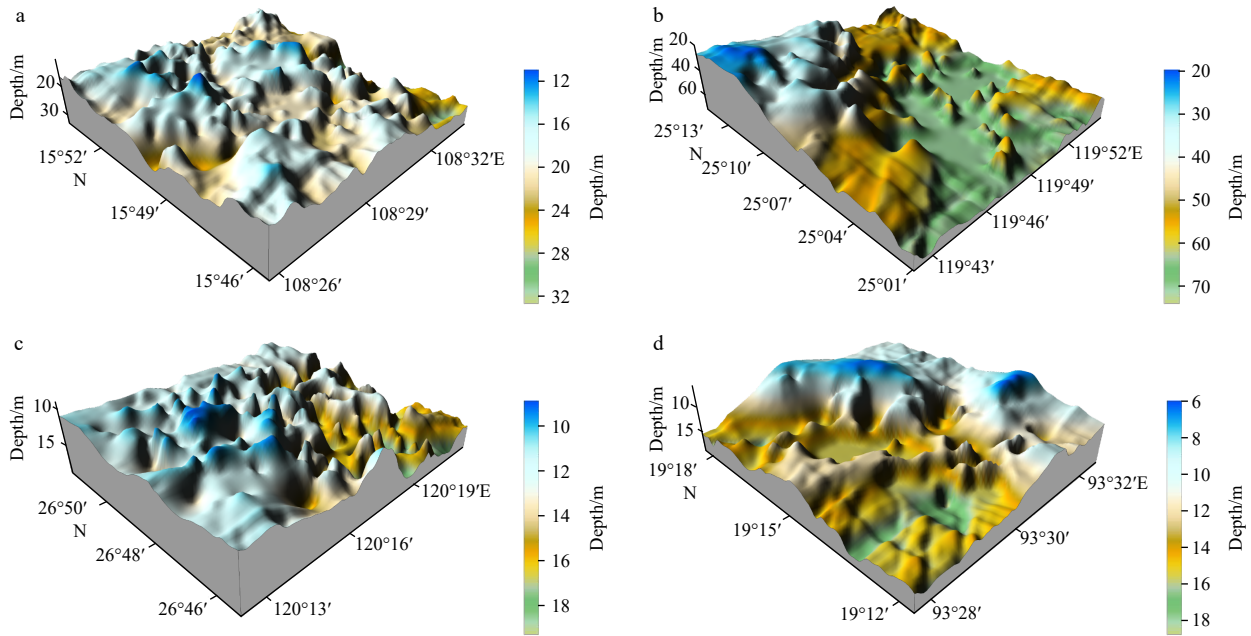 a
Depth/m
20
30
15°52′
N
15°49′
15°46′
108°26′
108°29′
108°32′E
12
16
20
24
28
32
Depth/m
b
Depth/m
20
40
60
25°13′
N
25°10′
25°07′
25°04′
25°01′
119°43′
119°46′
119°49′
119°52′E
20
30
40
50
60
70
Depth/m
c
Depth/m
10
15
26°50′
N
26°48′
26°46′
120°13′
120°16′
120°19′E
10
12
14
16
18
Depth/m
d
Depth/m
10
15
19°18′
N
19°15′
19°12′
93°28′
93°30′
93°32′E
6
8
10
12
14
16
18
Depth/m